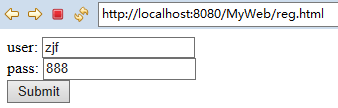 http://localhost:8080/MyWeb/reg.html
user: zjf
pass: 888
Submit